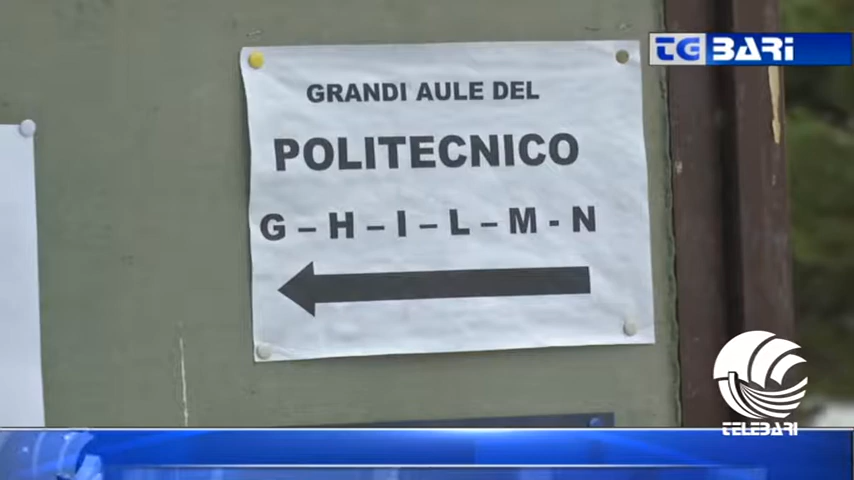 TG BARI
GRANDI AULE DEL
POLITECNICO
G – H – I – L – M - N
TELEBARI